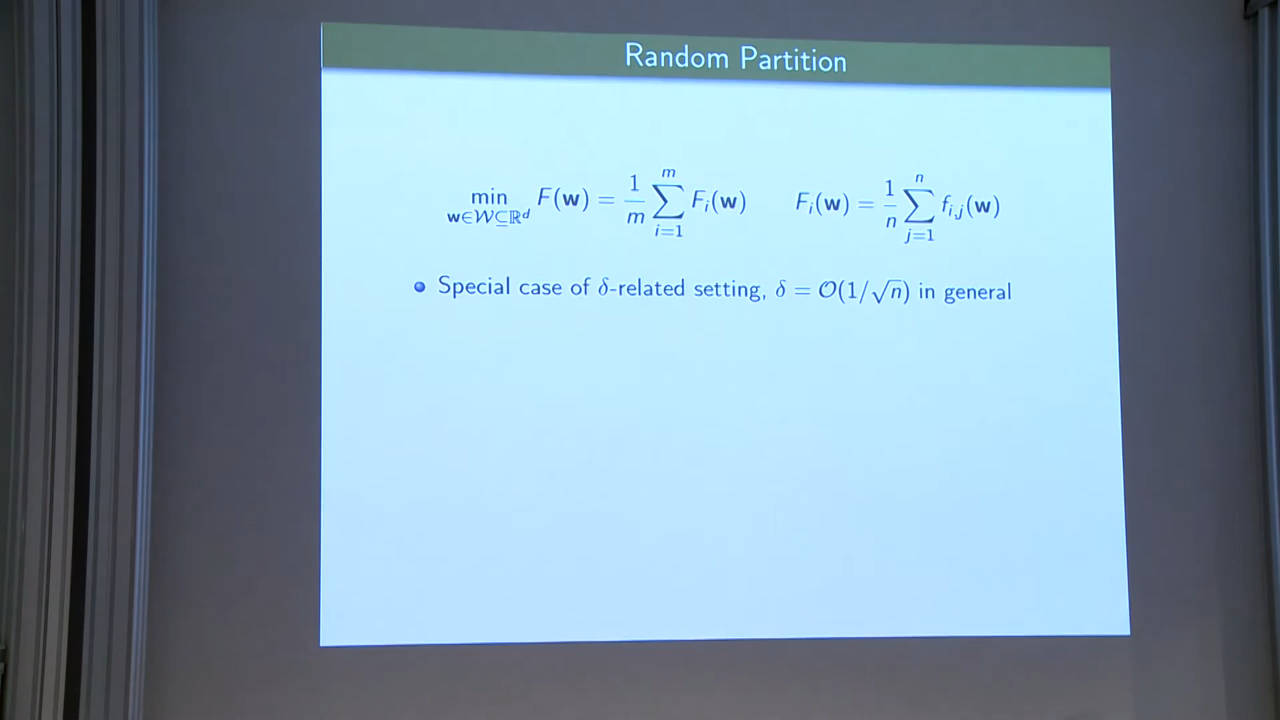 Random Partition
min_{w∈𝒲⊆ℝ^d} F(w) = 1/m ∑_{i=1}^{m} F_i(w)    F_i(w) = 1/n ∑_{j=1}^{n} f_{i,j}(w)
Special case of δ-related setting, δ = 𝒪(1/√n) in general